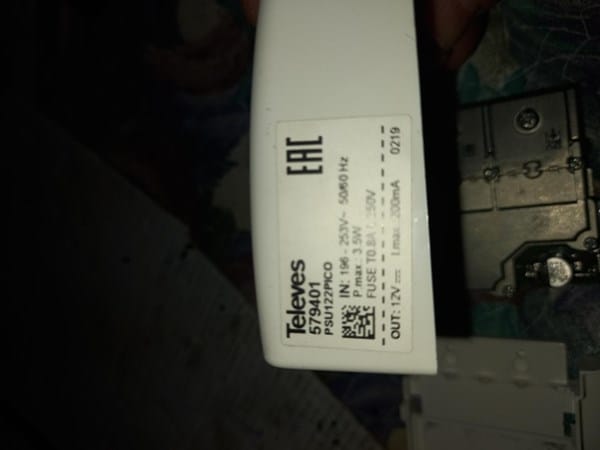 Televes
579401
PSU122PICO
EAC
IN: 196 - 253V~ 50/60 Hz
P.max: 3.5W
FUSE T0.8A 250V
OUT: 12V⎓ I.max: 200mA 0219